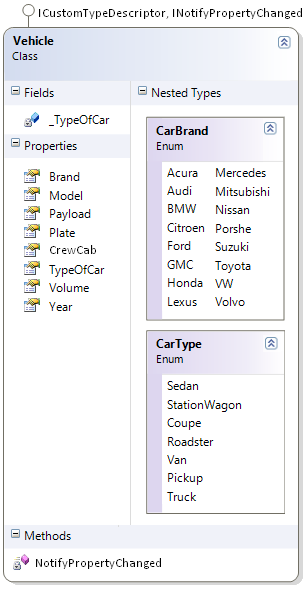 ICustomTypeDescriptor, INotifyPropertyChanged
Vehicle
Class
Fields
_TypeOfCar
Properties
Brand
Model
Payload
Plate
CrewCab
TypeOfCar
Volume
Year
Nested Types
CarBrand
Enum
Acura Mercedes
Audi Mitsubishi
BMW Nissan
Citroen Porshe
Ford Suzuki
GMC Toyota
Honda VW
Lexus Volvo
CarType
Enum
Sedan
StationWagon
Coupe
Roadster
Van
Pickup
Truck
Methods
NotifyPropertyChanged